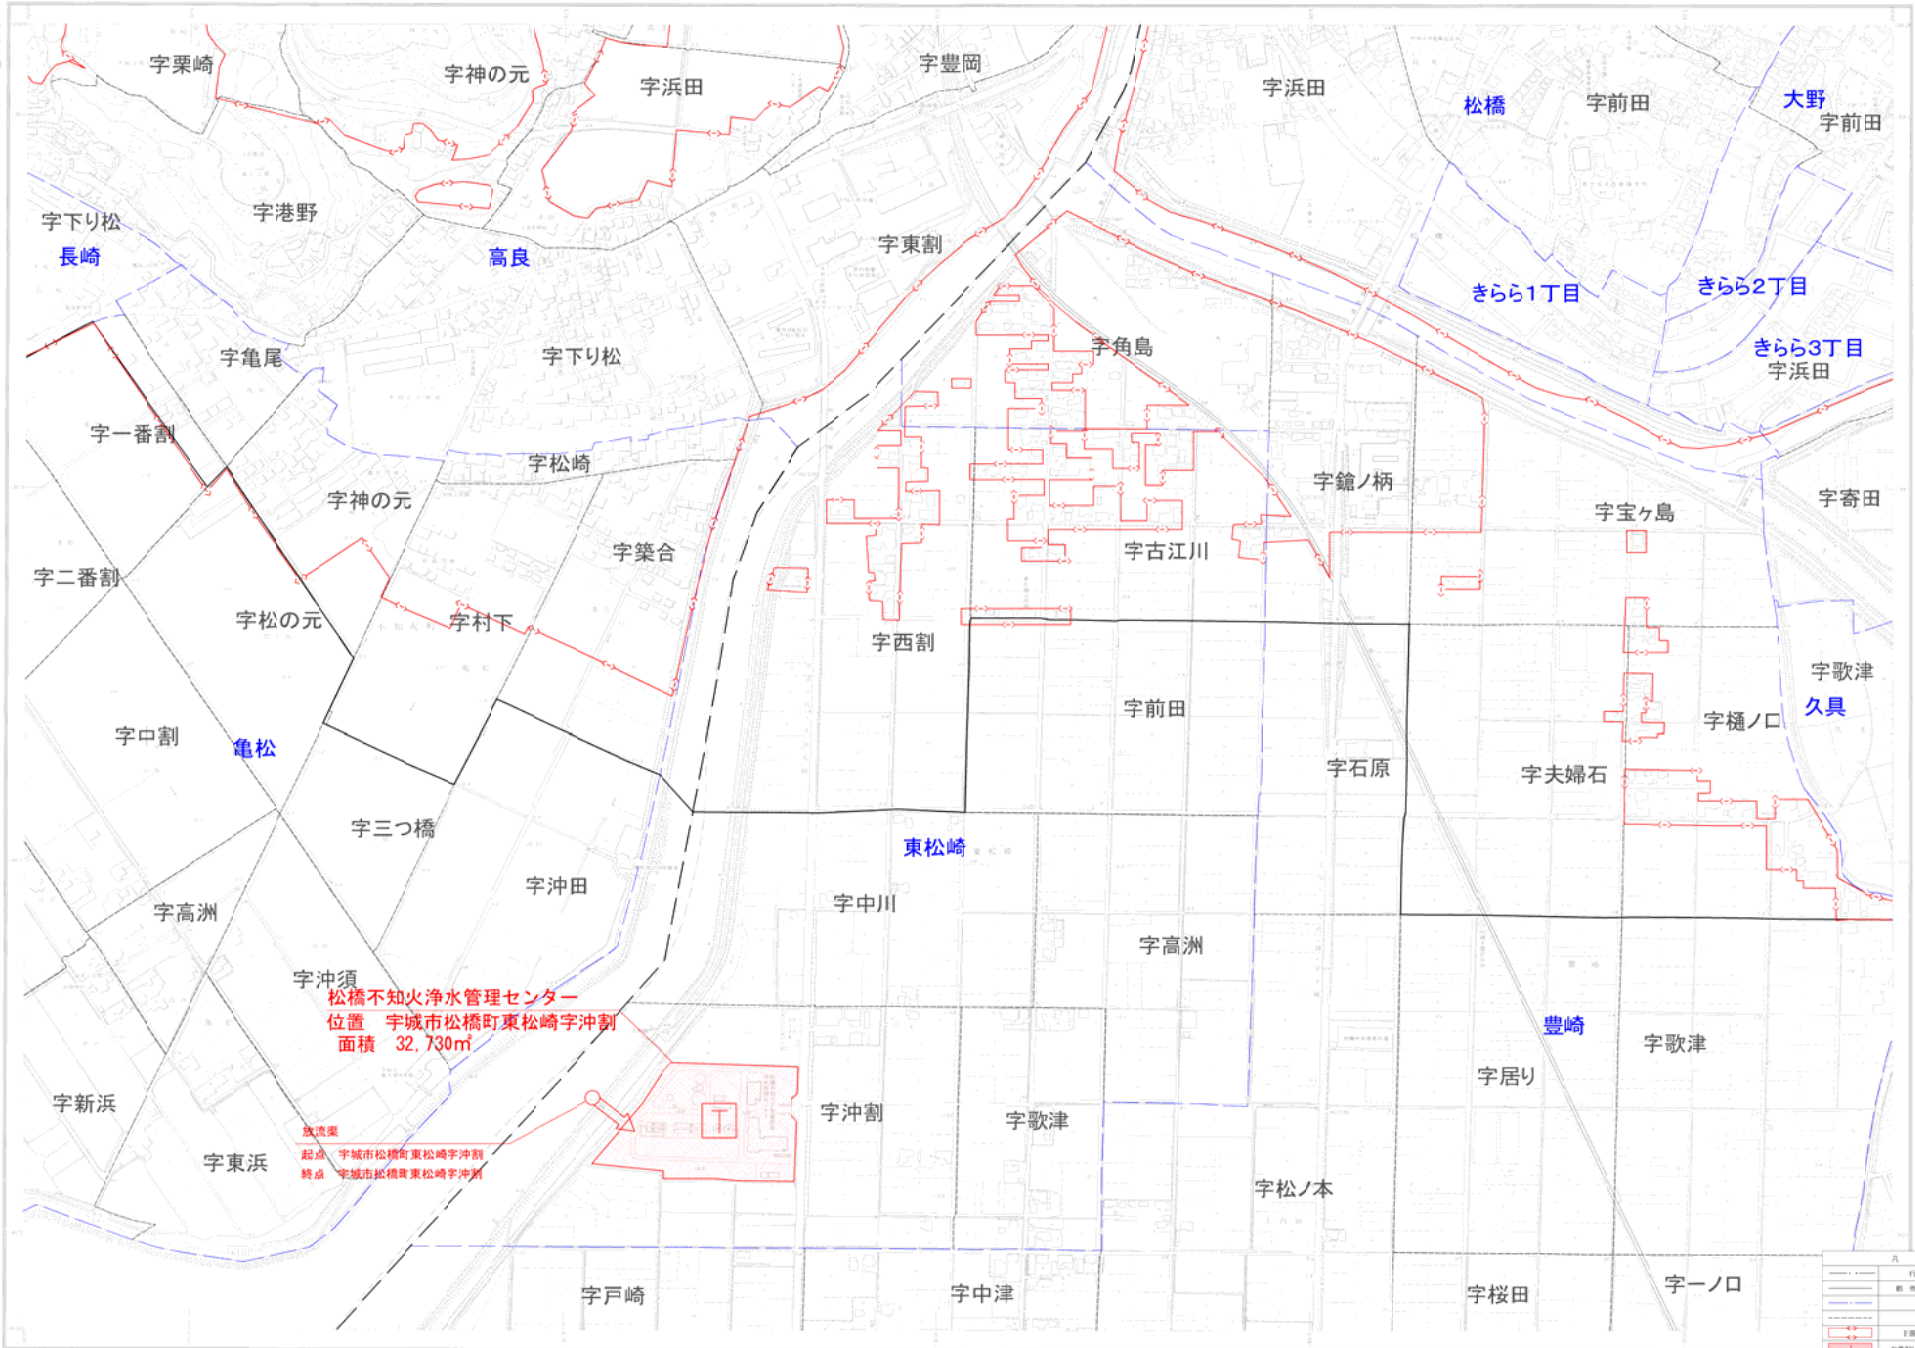 字栗崎
字神の元
字浜田
字豊岡
字浜田
松橋
字前田
大野
字前田
字下り松
字港野
長崎
高良
字東割
きらら1丁目
きらら2丁目
字亀尾
字下り松
字角島
きらら3丁目
字浜田
字一番割
字松崎
字神の元
字鎗ノ柄
字寄田
字宝ヶ島
字築合
字古江川
字二番割
字松の元
字村下
字西割
字歌津
字前田
久具
字樋ノ口
字中割
亀松
字石原
字夫婦石
字三つ橋
東松崎
字沖田
字中川
字高洲
字高洲
字沖須
松橋不知火浄水管理センター
位置 宇城市松橋町東松崎字沖割
面積 32,730㎡
豊崎
字歌津
字居り
字新浜
字沖割
字歌津
T
放流渠
起点 宇城市松橋町東松崎字沖割
終点 宇城市松橋町東松崎字沖割
字東浜
字松ノ本
字戸崎
字中津
字桜田
字一ノ口
凡